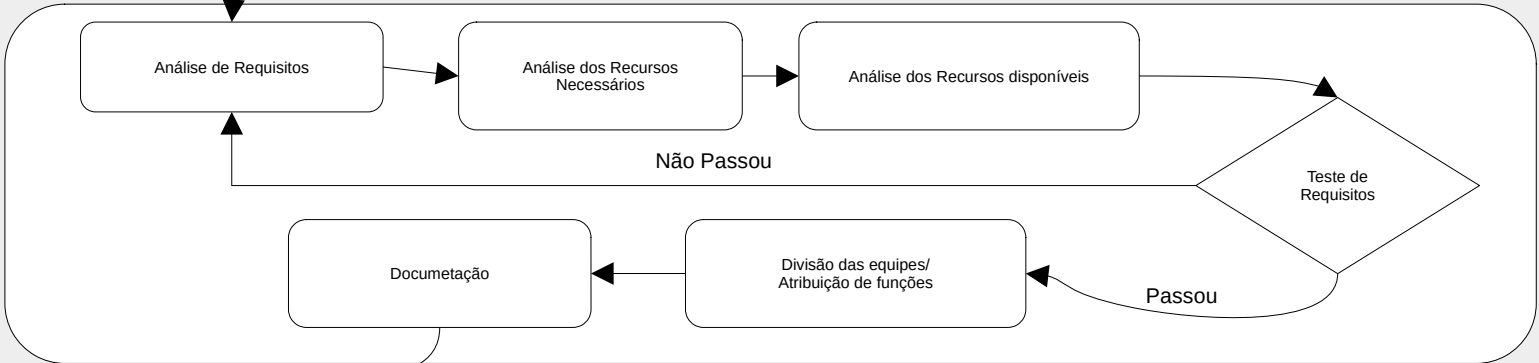 Análise de Requisitos
Análise dos Recursos
Necessários
Análise dos Recursos disponíveis
Não Passou
Teste de
Requisitos
Documetação
Divisão das equipes/
Atribuição de funções
Passou